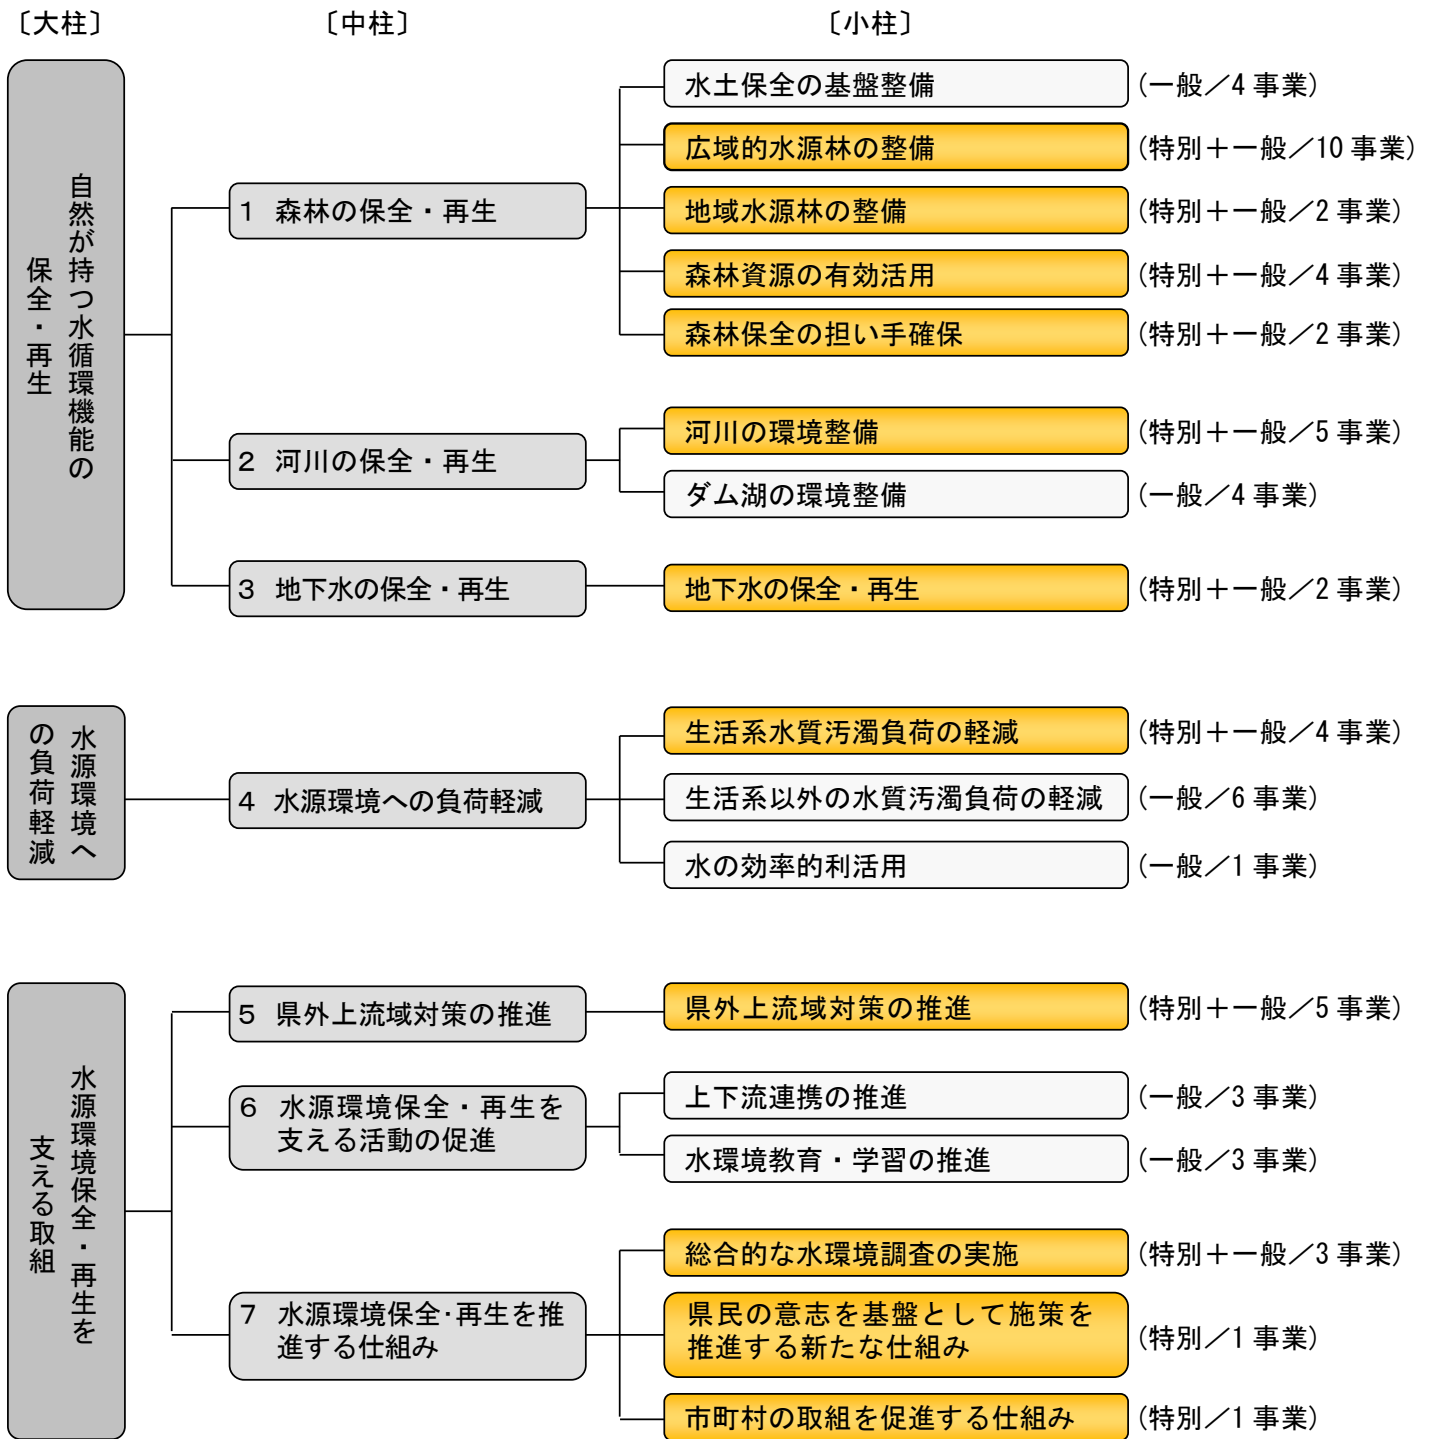 〔大柱〕
〔中柱〕
〔小柱〕
自然が持つ水循環機能の
保全・再生
1 森林の保全・再生
水土保全の基盤整備
(一般／4 事業)
広域的水源林の整備
(特別＋一般／10 事業)
地域水源林の整備
(特別＋一般／2 事業)
森林資源の有効活用
(特別＋一般／4 事業)
森林保全の担い手確保
(特別＋一般／2 事業)
2 河川の保全・再生
河川の環境整備
(特別＋一般／5 事業)
ダム湖の環境整備
(一般／4 事業)
3 地下水の保全・再生
地下水の保全・再生
(特別＋一般／2 事業)
水源環境へ
の負荷軽減
4 水源環境への負荷軽減
生活系水質汚濁負荷の軽減
(特別＋一般／4 事業)
生活系以外の水質汚濁負荷の軽減
(一般／6 事業)
水の効率的利活用
(一般／1 事業)
水源環境保全・再生を
支える取組
5 県外上流域対策の推進
県外上流域対策の推進
(特別＋一般／5 事業)
6 水源環境保全・再生を
支える活動の促進
上下流連携の推進
(一般／3 事業)
水環境教育・学習の推進
(一般／3 事業)
7 水源環境保全・再生を推
進する仕組み
総合的な水環境調査の実施
(特別＋一般／3 事業)
県民の意志を基盤として施策を
推進する新たな仕組み
(特別／1 事業)
市町村の取組を促進する仕組み
(特別／1 事業)